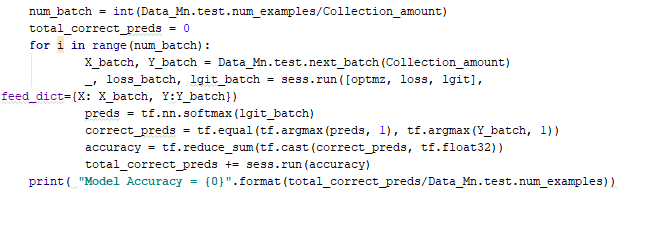 num_batch = int(Data_Mn.test.num_examples/Collection_amount)
total_correct_preds = 0
for i in range(num_batch):
X_batch, Y_batch = Data_Mn.test.next_batch(Collection_amount)
_, loss_batch, lgit_batch = sess.run([optmz, loss, lgit],
feed_dict={X: X_batch, Y:Y_batch})
preds = tf.nn.softmax(lgit_batch)
correct_preds = tf.equal(tf.argmax(preds, 1), tf.argmax(Y_batch, 1))
accuracy = tf.reduce_sum(tf.cast(correct_preds, tf.float32))
total_correct_preds += sess.run(accuracy)
print( "Model Accuracy = {0}".format(total_correct_preds/Data_Mn.test.num_examples))